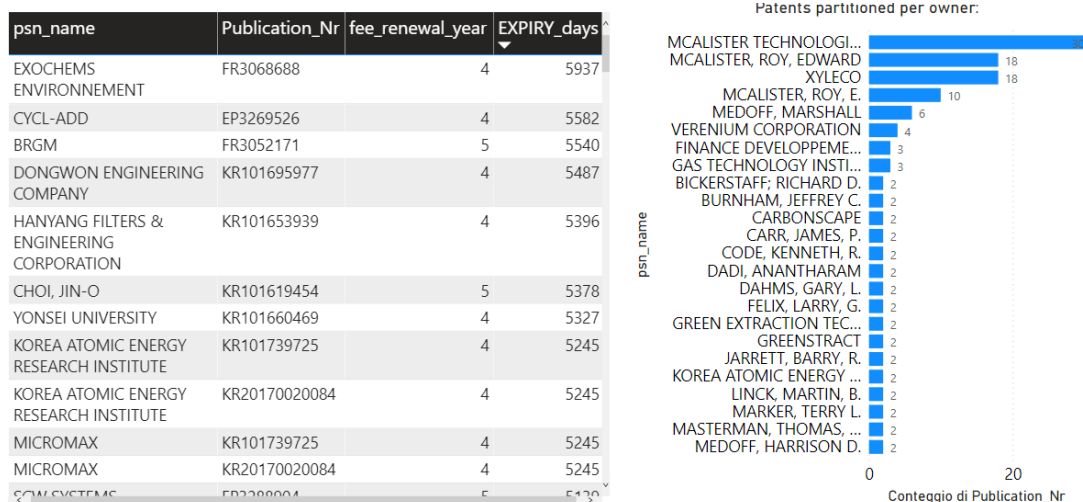 psn_name Publication_Nr fee_renewal_year EXPIRY_days
EXOCHEMS FR3068688 4 5937
ENVIRONNEMENT
CYCL-ADD EP3269526 4 5582
BRGM FR3052171 5 5540
DONGWON ENGINEERING KR101695977 4 5487
COMPANY
HANYANG FILTERS & KR101653939 4 5396
ENGINEERING
CORPORATION
CHOI, JIN-O KR101619454 5 5378
YONSEI UNIVERSITY KR101660469 4 5327
KOREA ATOMIC ENERGY KR101739725 4 5245
RESEARCH INSTITUTE
KOREA ATOMIC ENERGY KR20170020084 4 5245
RESEARCH INSTITUTE
MICROMAX KR101739725 4 5245
MICROMAX KR20170020084 4 5245
SCW SYSTEMS 5
Patents partitioned per owner:
MCALISTER TECHNOLOGI... 30
MCALISTER, ROY, EDWARD 18
XYLECO 18
MCALISTER, ROY, E. 10
MEDOFF, MARSHALL 6
VERENIUM CORPORATION 4
FINANCE DEVELOPPEME... 3
GAS TECHNOLOGY INSTI... 3
BICKERSTAFF; RICHARD D. 2
BURNHAM, JEFFREY C. 2
CARBONSCAPE 2
CARR, JAMES, P. 2
CODE, KENNETH, R. 2
DADI, ANANTHARAM 2
DAHMS, GARY, L. 2
FELIX, LARRY, G. 2
GREEN EXTRACTION TEC... 2
GREENSTRACT 2
JARRETT, BARRY, R. 2
KOREA ATOMIC ENERGY ... 2
LINCK, MARTIN, B. 2
MARKER, TERRY L. 2
MASTERMAN, THOMAS, ... 2
MEDOFF, HARRISON D. 2
psn_name
0 20
Conteggio di Publication_Nr